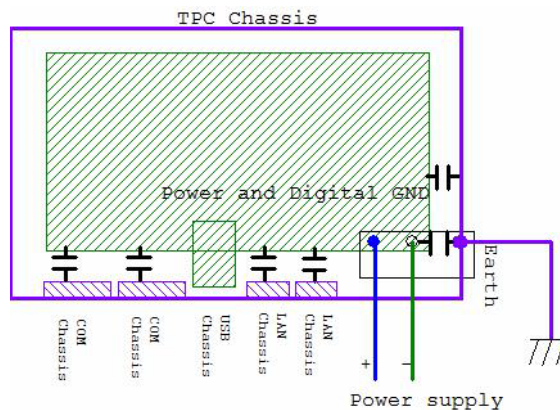 TPC Chassis
Power and Digital GND
Earth
COM
Chassis
COM
Chassis
USB
Chassis
LAN
Chassis
LAN
Chassis
+
−
Power supply